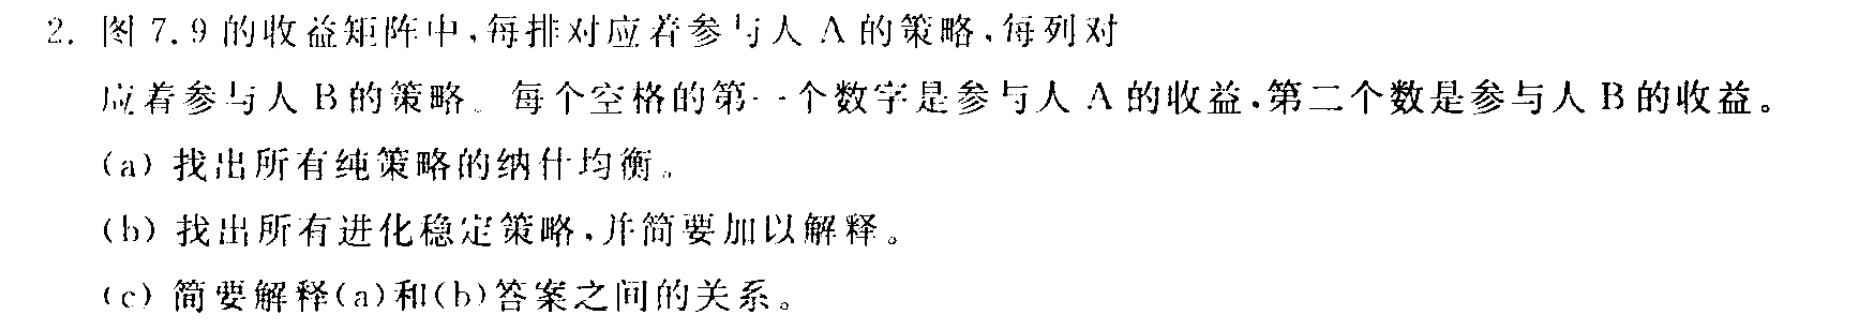 2. 图 7.9 的收益矩阵中,每排对应着参与人 A 的策略,每列对
应着参与人 B 的策略。每个空格的第一个数字是参与人 A 的收益,第二个数是参与人 B 的收益。
(a) 找出所有纯策略的纳什均衡。
(b) 找出所有进化稳定策略,并简要加以解释。
(c) 简要解释(a)和(b)答案之间的关系。